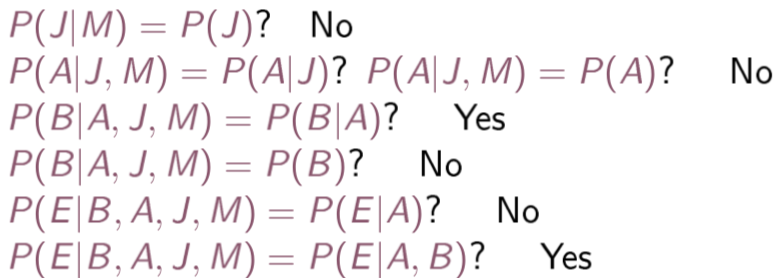 P(J|M) = P(J)? No
P(A|J, M) = P(A|J)? P(A|J, M) = P(A)? No
P(B|A, J, M) = P(B|A)? Yes
P(B|A, J, M) = P(B)? No
P(E|B, A, J, M) = P(E|A)? No
P(E|B, A, J, M) = P(E|A, B)? Yes